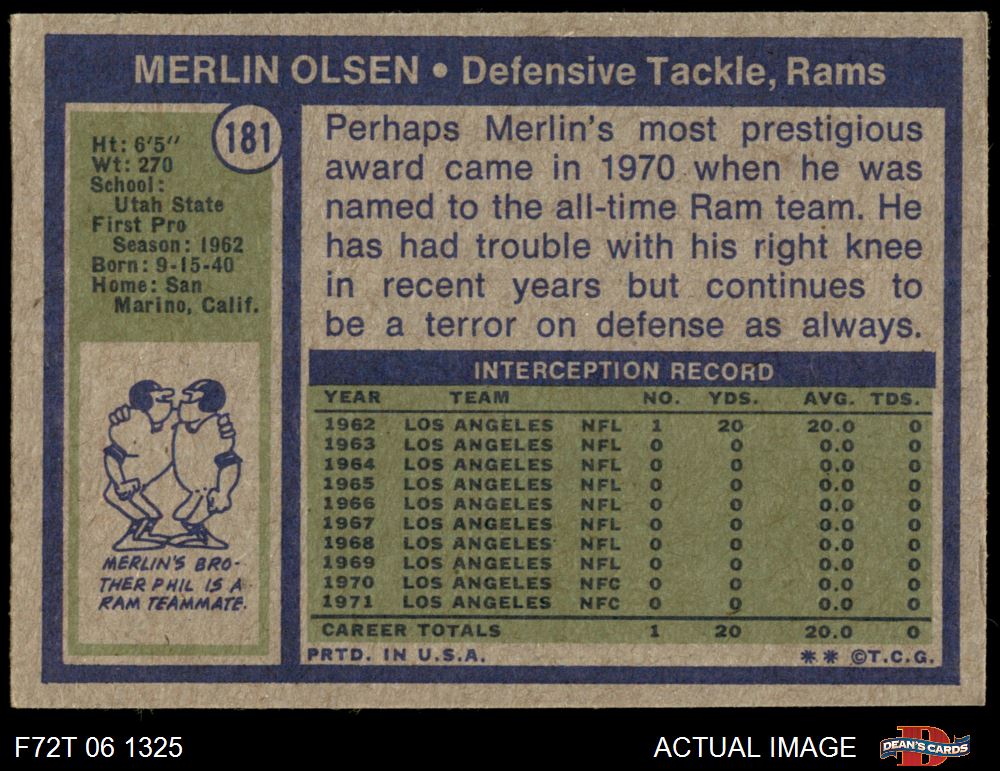 MERLIN OLSEN • Defensive Tackle, Rams
181
Ht: 6'5''
Wt: 270
School:
Utah State
First Pro
Season: 1962
Born: 9-15-40
Home: San
Marino, Calif.
MERLIN'S BRO-
THER PHIL IS A
RAM TEAMMATE.
Perhaps Merlin's most prestigious
award came in 1970 when he was
named to the all-time Ram team. He
has had trouble with his right knee
in recent years but continues to
be a terror on defense as always.
INTERCEPTION RECORD
YEAR TEAM NO. YDS. AVG. TDS.
1962 LOS ANGELES NFL 1 20 20.0 0
1963 LOS ANGELES NFL 0 0 0.0 0
1964 LOS ANGELES NFL 0 0 0.0 0
1965 LOS ANGELES NFL 0 0 0.0 0
1966 LOS ANGELES NFL 0 0 0.0 0
1967 LOS ANGELES NFL 0 0 0.0 0
1968 LOS ANGELES NFL 0 0 0.0 0
1969 LOS ANGELES NFL 0 0 0.0 0
1970 LOS ANGELES NFC 0 0 0.0 0
1971 LOS ANGELES NFC 0 0 0.0 0
CAREER TOTALS 1 20 20.0 0
PRTD. IN U.S.A. ** ©T.C.G.
F72T 06 1325
ACTUAL IMAGE
DEAN'S CARDS